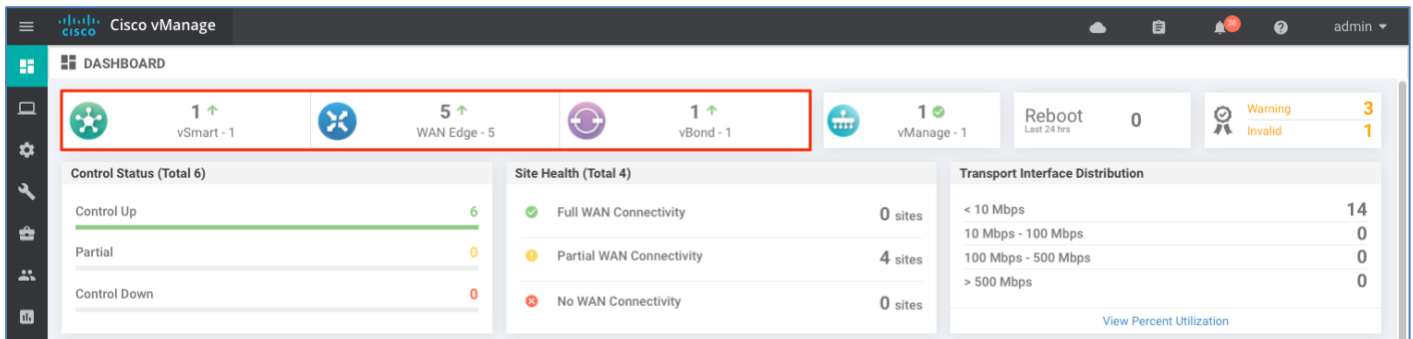 cisco Cisco vManage 39 admin
DASHBOARD
1 5 1 1 Reboot 0 Warning 3
vSmart - 1 WAN Edge - 5 vBond - 1 vManage - 1 Last 24 hrs Invalid 1
Control Status (Total 6)
Control Up 6
Partial 0
Control Down 0
Site Health (Total 4)
Full WAN Connectivity 0 sites
Partial WAN Connectivity 4 sites
No WAN Connectivity 0 sites
Transport Interface Distribution
< 10 Mbps 14
10 Mbps - 100 Mbps 0
100 Mbps - 500 Mbps 0
> 500 Mbps 0
View Percent Utilization